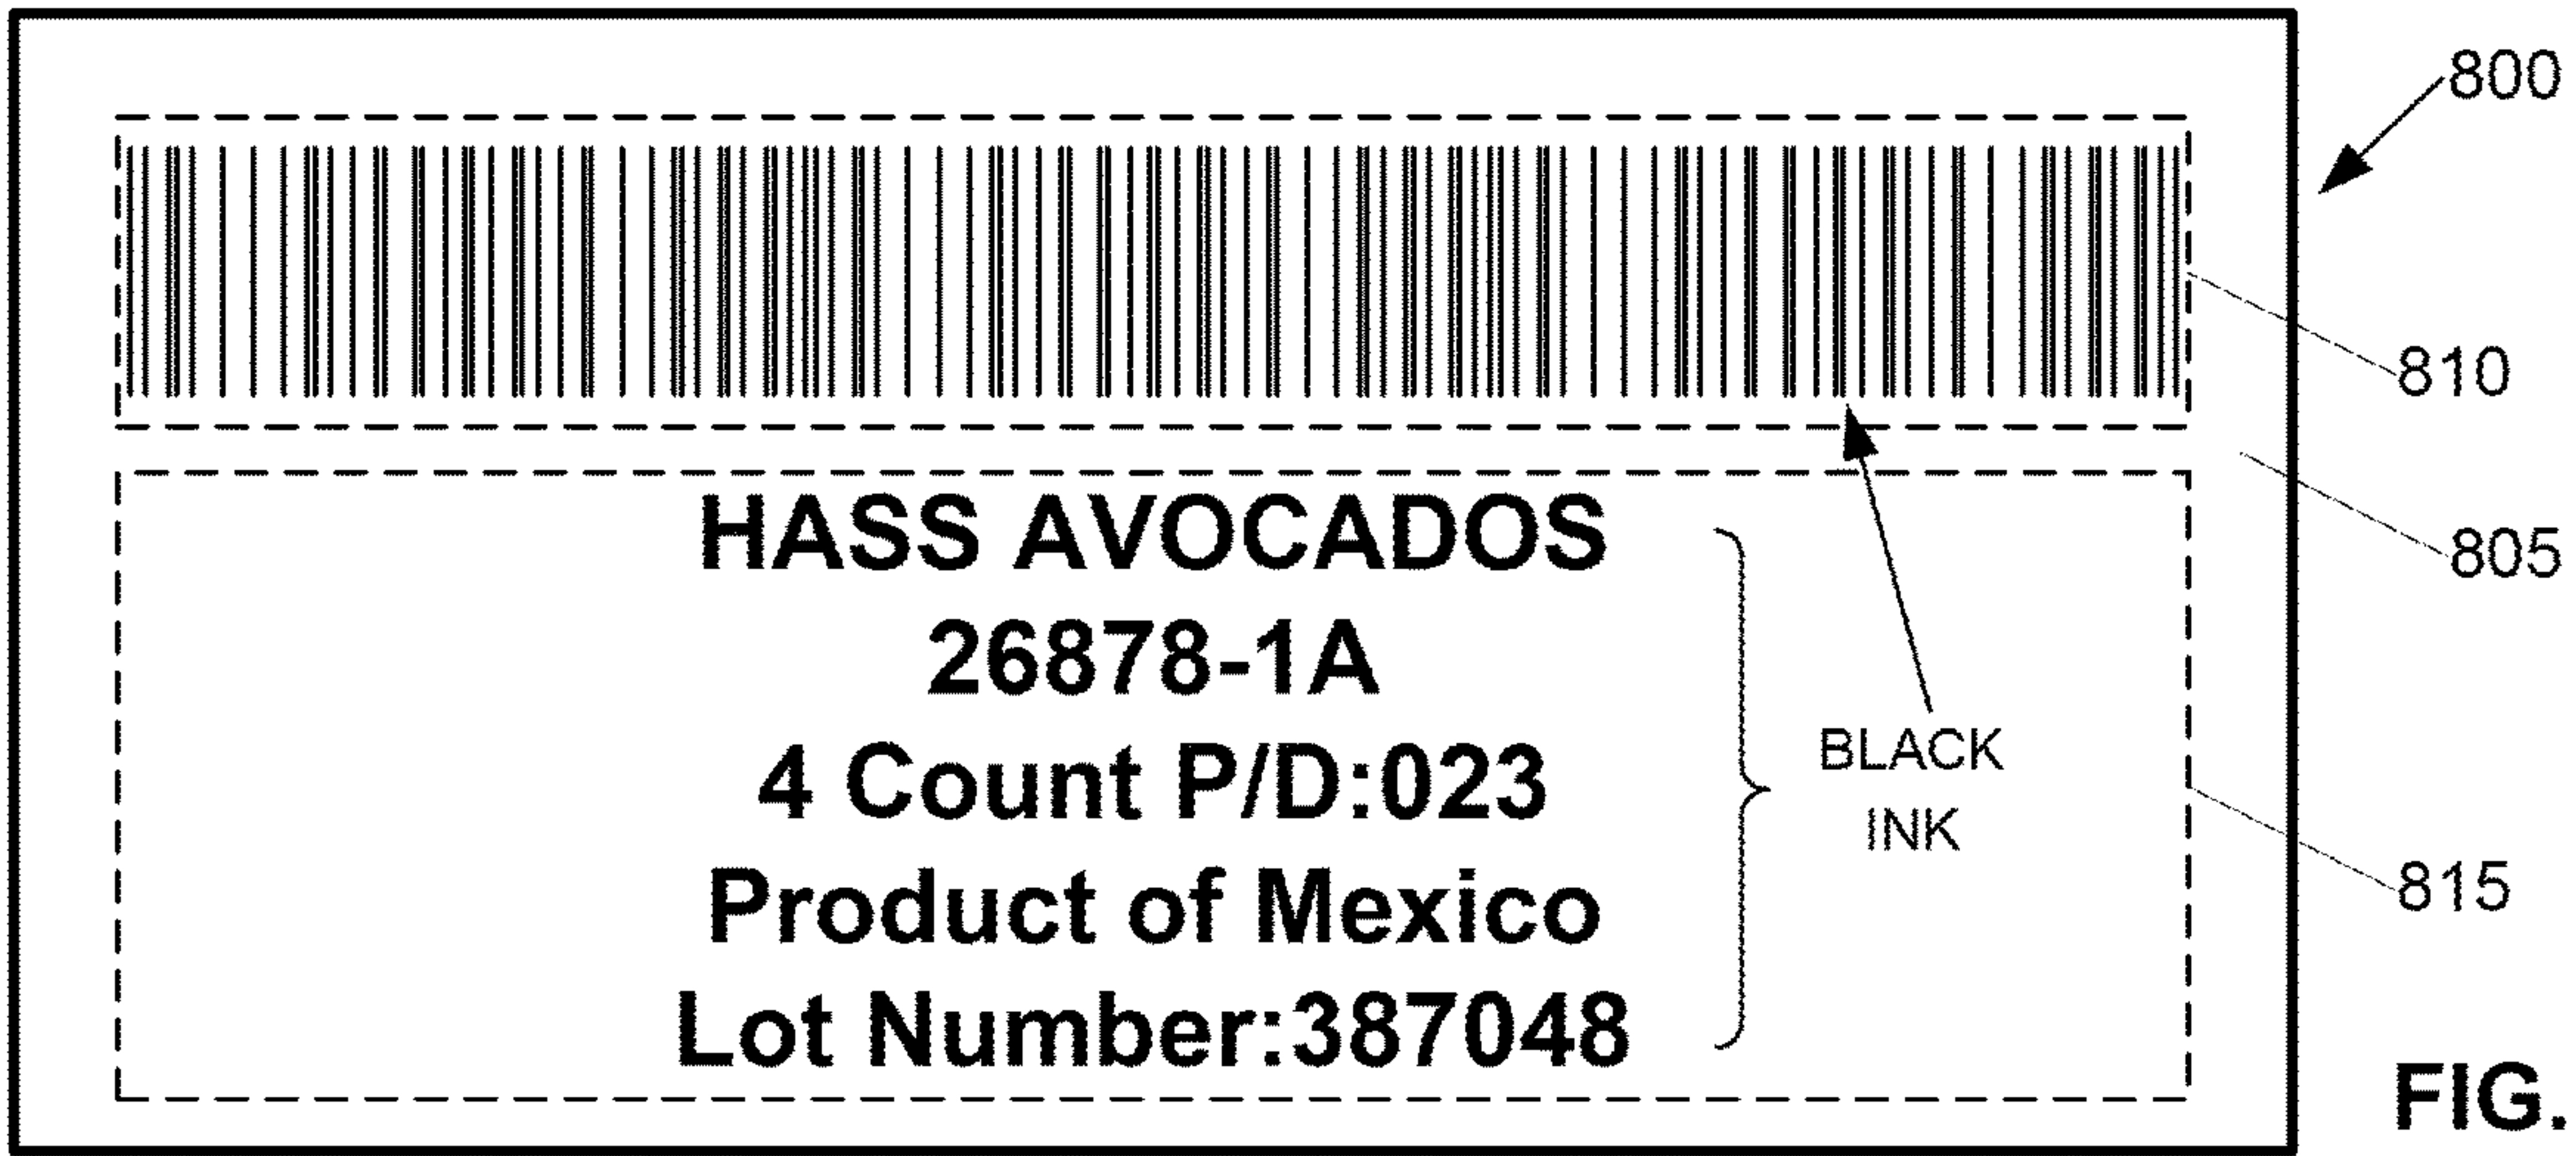 800
810
805
HASS AVOCADOS
26878-1A
4 Count P/D:023
Product of Mexico
Lot Number:387048
BLACK
INK
815
FIG.